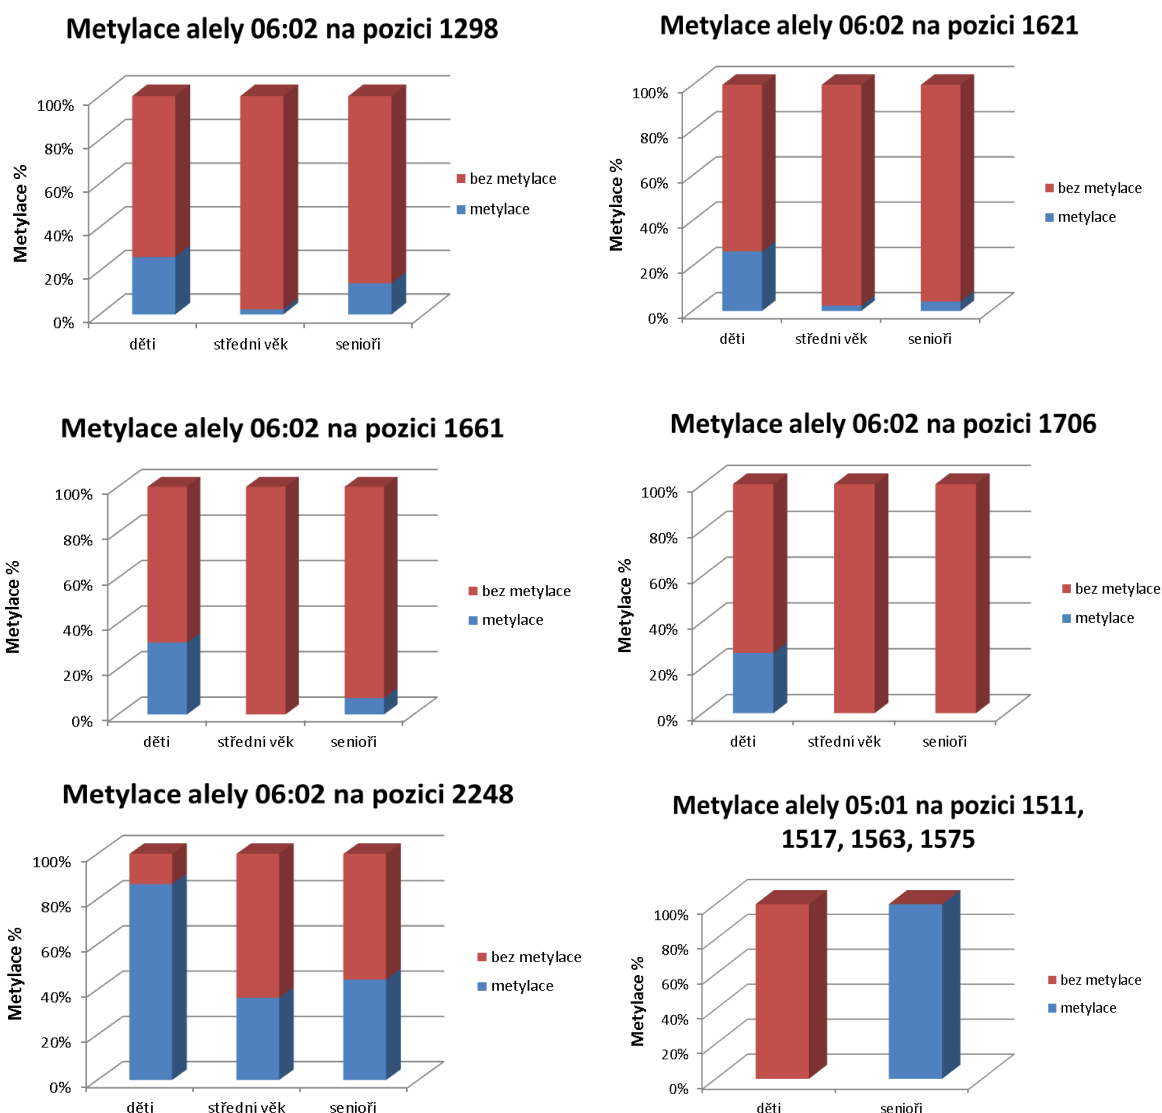 Metylace alely 06:02 na pozici 1298
Metylace %
100%
80%
60%
40%
20%
0%
děti
střední věk
senioři
bez metylace
metylace
Metylace alely 06:02 na pozici 1621
Metylace %
100%
80%
60%
40%
20%
0%
děti
střední věk
senioři
bez metylace
metylace
Metylace alely 06:02 na pozici 1661
Metylace %
100%
80%
60%
40%
20%
0%
děti
střední věk
senioři
bez metylace
metylace
Metylace alely 06:02 na pozici 1706
Metylace %
100%
80%
60%
40%
20%
0%
děti
střední věk
senioři
bez metylace
metylace
Metylace alely 06:02 na pozici 2248
Metylace %
100%
80%
60%
40%
20%
0%
děti
střední věk
senioři
bez metylace
metylace
Metylace alely 05:01 na pozici 1511,
1517, 1563, 1575
Metylace %
100%
80%
60%
40%
20%
0%
děti
senioři
bez metylace
metylace